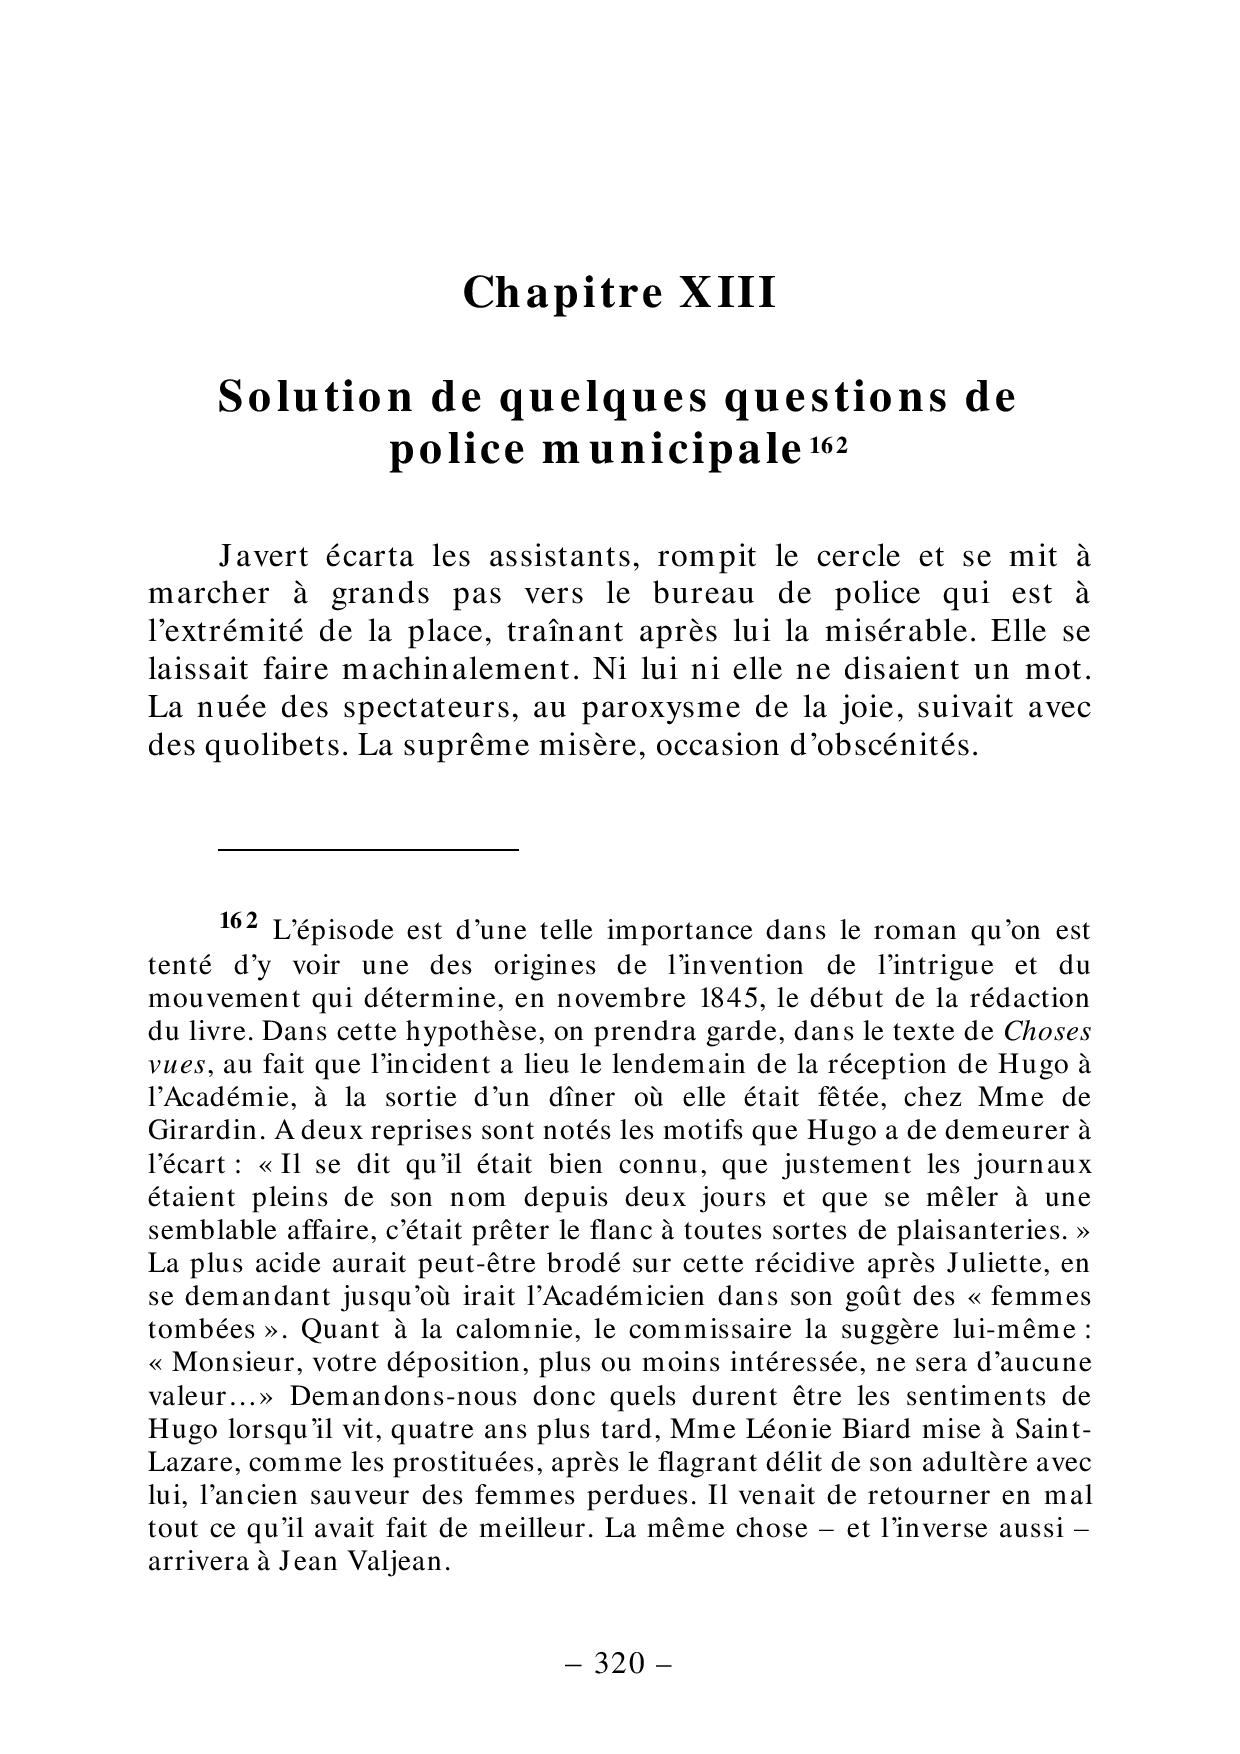 Chapitre XIII
Solution de quelques questions de
police municipale162
Javert écarta les assistants, rompit le cercle et se mit à
marcher à grands pas vers le bureau de police qui est à
l’extrémité de la place, traînant après lui la misérable. Elle se
laissait faire machinalement. Ni lui ni elle ne disaient un mot.
La nuée des spectateurs, au paroxysme de la joie, suivait avec
des quolibets. La suprême misère, occasion d’obscénités.
162 L’épisode est d’une telle importance dans le roman qu’on est
tenté d’y voir une des origines de l’invention de l’intrigue et du
mouvement qui détermine, en novembre 1845, le début de la rédaction
du livre. Dans cette hypothèse, on prendra garde, dans le texte de Choses
vues, au fait que l’incident a lieu le lendemain de la réception de Hugo à
l’Académie, à la sortie d’un dîner où elle était fêtée, chez Mme de
Girardin. A deux reprises sont notés les motifs que Hugo a de demeurer à
l’écart : « Il se dit qu’il était bien connu, que justement les journaux
étaient pleins de son nom depuis deux jours et que se mêler à une
semblable affaire, c’était prêter le flanc à toutes sortes de plaisanteries. »
La plus acide aurait peut-être brodé sur cette récidive après Juliette, en
se demandant jusqu’où irait l’Académicien dans son goût des « femmes
tombées ». Quant à la calomnie, le commissaire la suggère lui-même :
« Monsieur, votre déposition, plus ou moins intéressée, ne sera d’aucune
valeur…» Demandons-nous donc quels durent être les sentiments de
Hugo lorsqu’il vit, quatre ans plus tard, Mme Léonie Biard mise à Saint-
Lazare, comme les prostituées, après le flagrant délit de son adultère avec
lui, l’ancien sauveur des femmes perdues. Il venait de retourner en mal
tout ce qu’il avait fait de meilleur. La même chose – et l’inverse aussi –
arrivera à Jean Valjean.
– 320 –